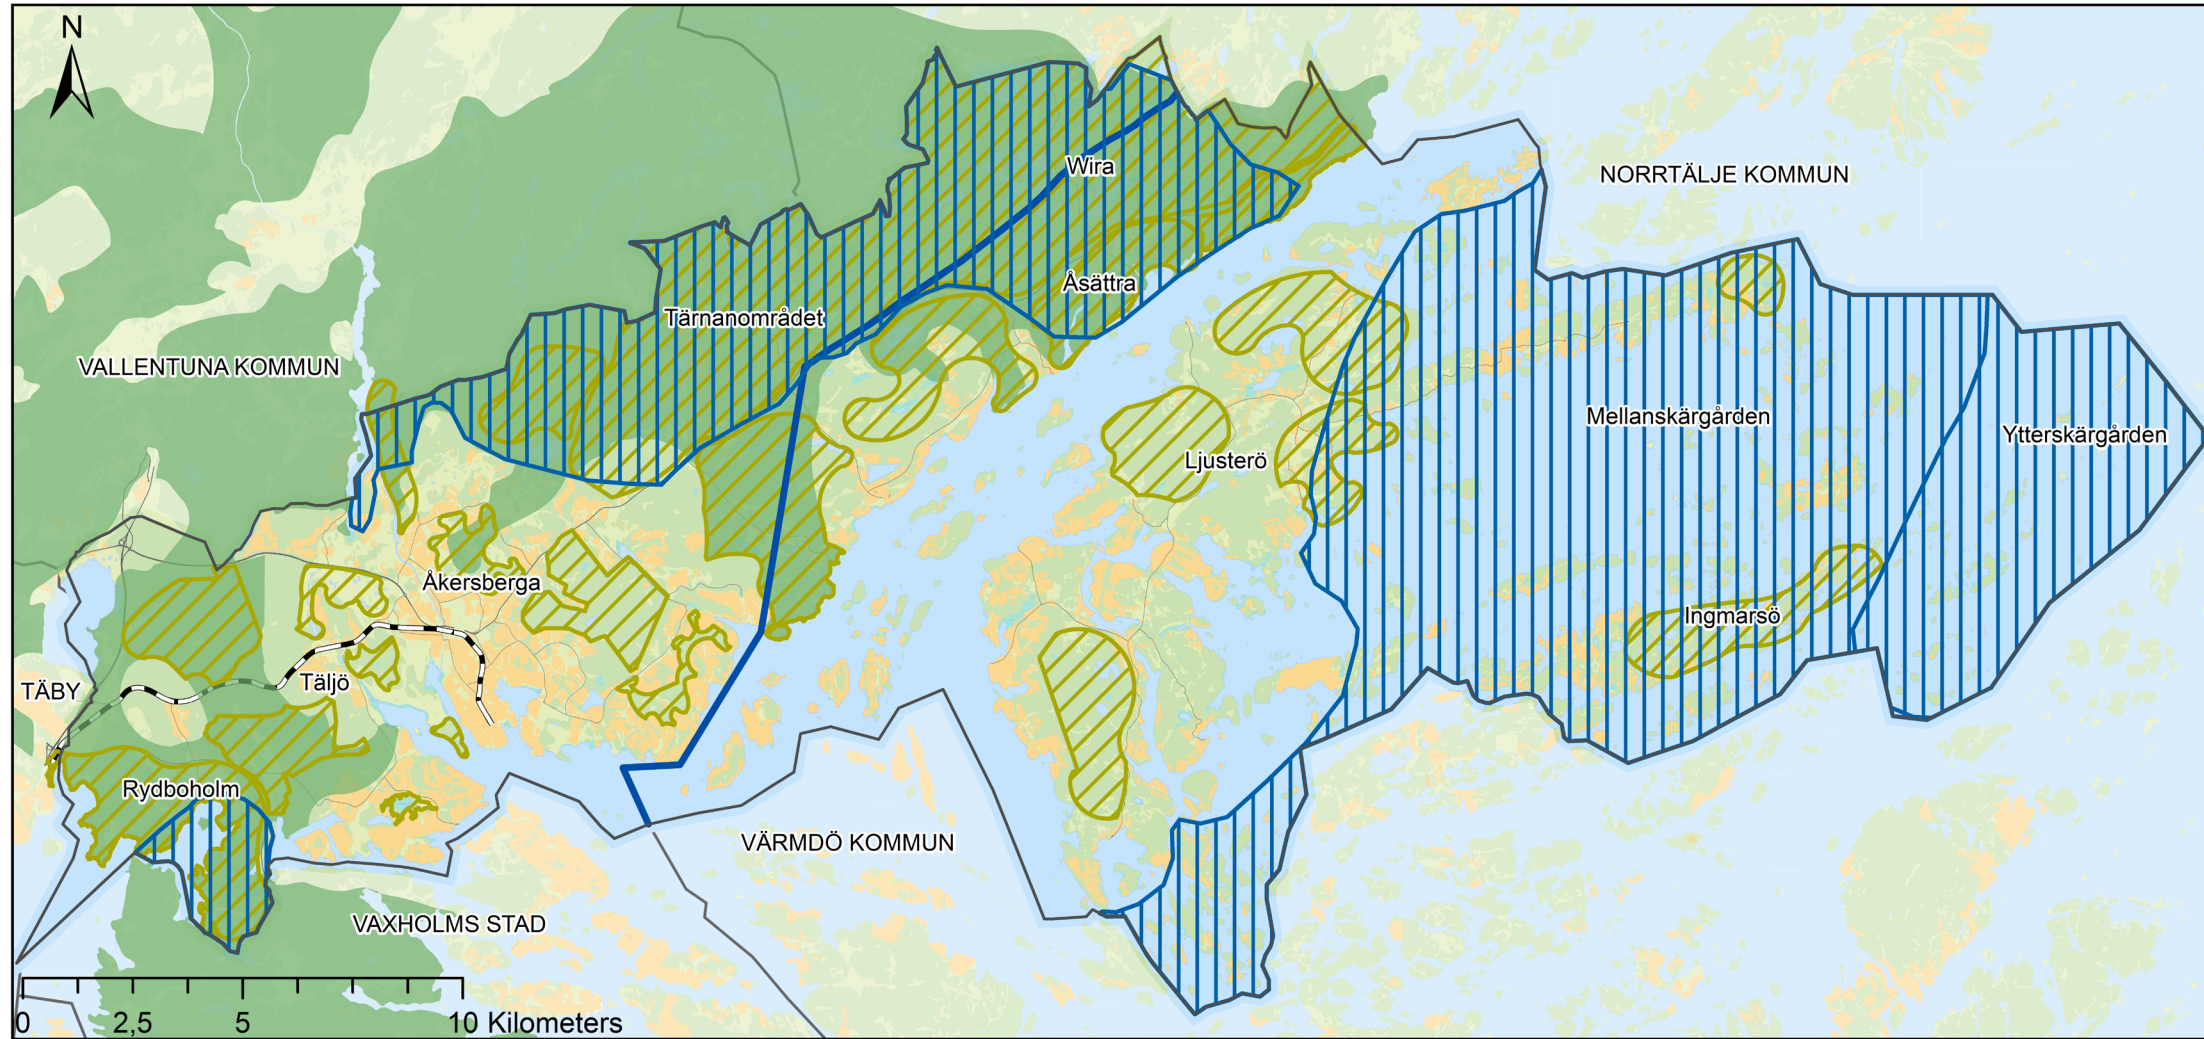 N
Wira
NORRTÄLJE KOMMUN
Åsättra
Tärnanområdet
VALLENTUNA KOMMUN
Mellanskärgården
Ytterskärgården
Ljusterö
Åkersberga
Ingmarsö
Täljö
TÄBY
Rydboholm
VÄRMDÖ KOMMUN
VAXHOLMS STAD
0 2,5 5 10 Kilometers